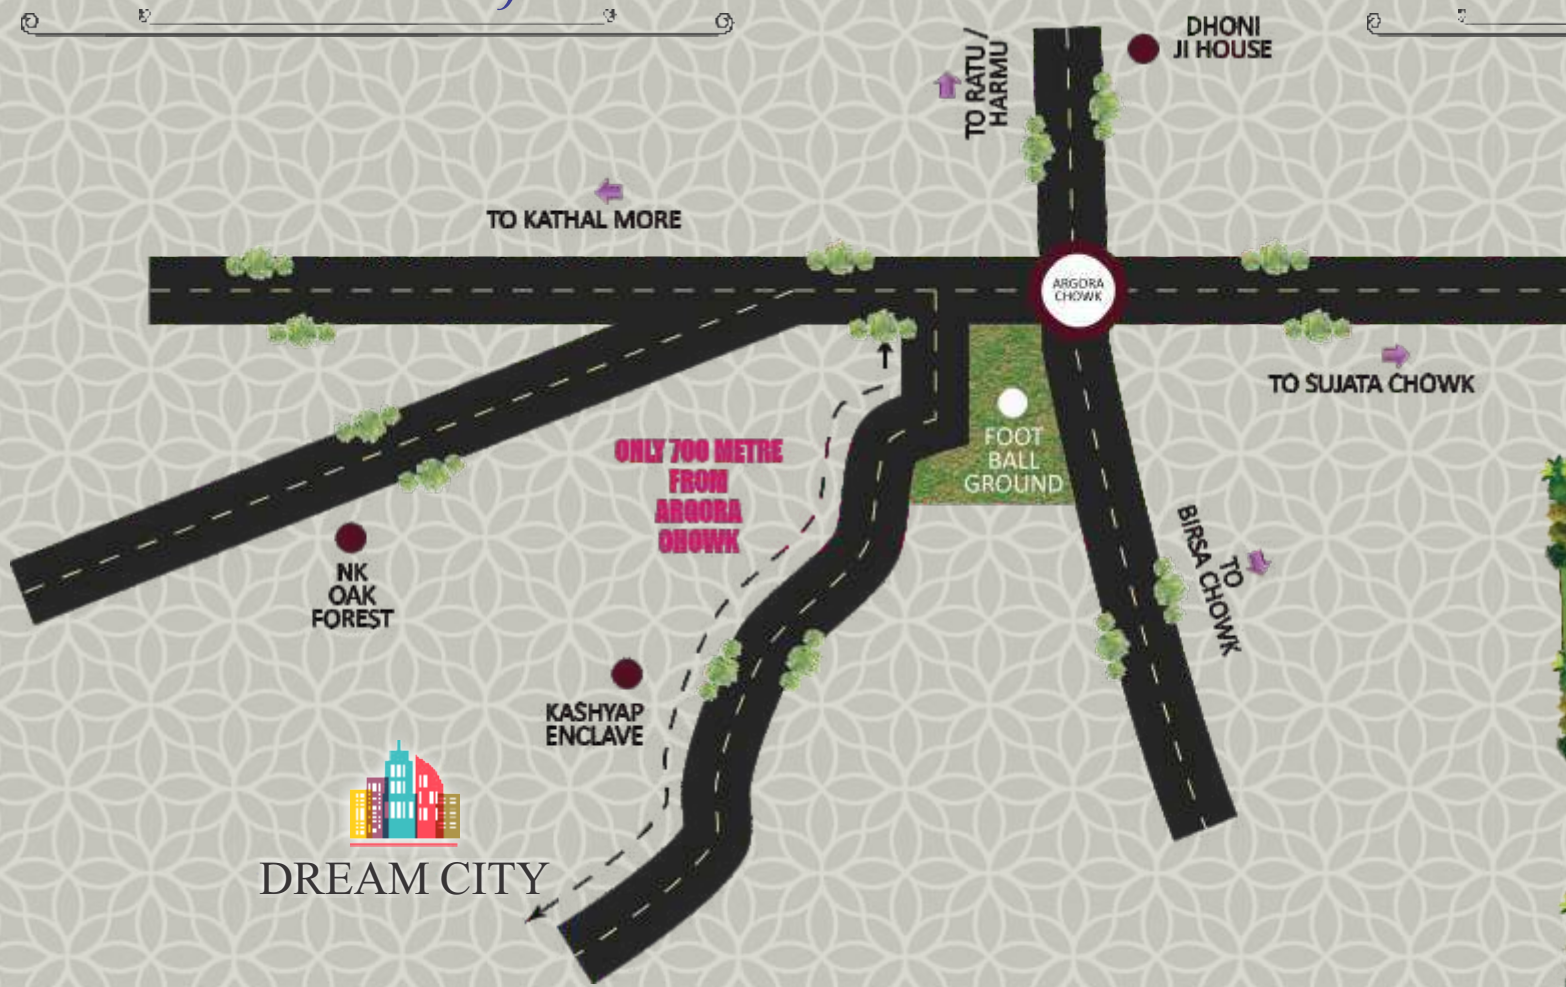 DHONI
JI HOUSE
TO RATU /
HARMU
TO KATHAL MORE
ARGORA
CHOWK
TO SUJATA CHOWK
FOOT
BALL
GROUND
ONLY 700 METRE
FROM
ARGORA
CHOWK
TO
BIRSA CHOWK
NK
OAK
FOREST
KASHYAP
ENCLAVE
DREAM CITY